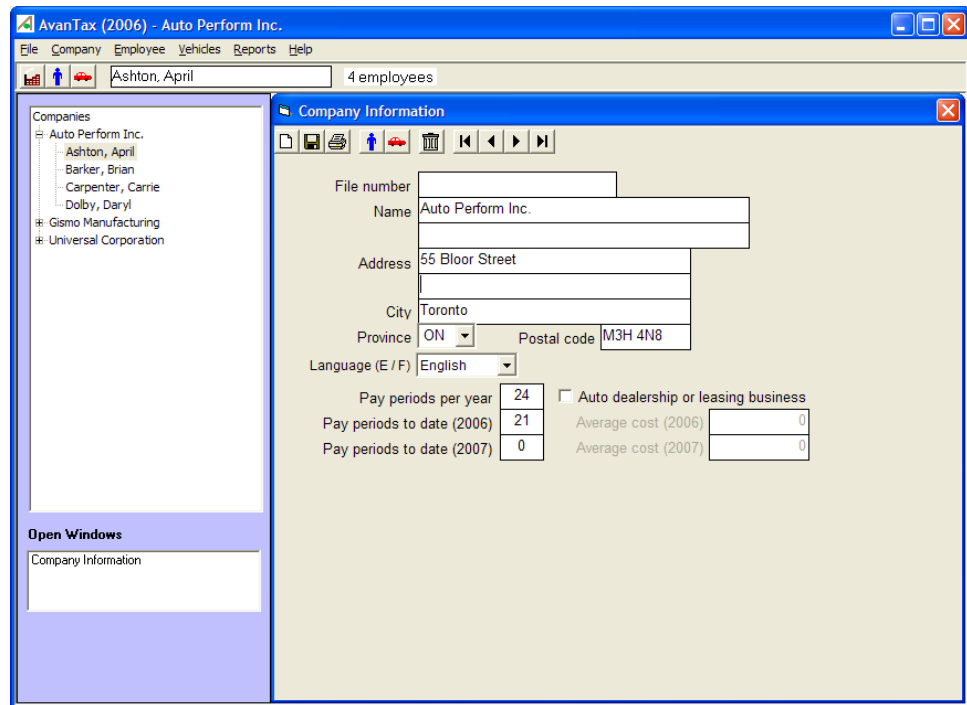 AvanTax (2006) - Auto Perform Inc.
File Company Employee Vehicles Reports Help
Ashton, April 4 employees
Companies
Auto Perform Inc.
Ashton, April
Barker, Brian
Carpenter, Carrie
Dolby, Daryl
Gismo Manufacturing
Universal Corporation
Open Windows
Company Information
Company Information
File number
Name Auto Perform Inc.
Address 55 Bloor Street
City Toronto
Province ON Postal code M3H 4N8
Language (E / F) English
Pay periods per year 24 Auto dealership or leasing business
Pay periods to date (2006) 21 Average cost (2006) 0
Pay periods to date (2007) 0 Average cost (2007) 0